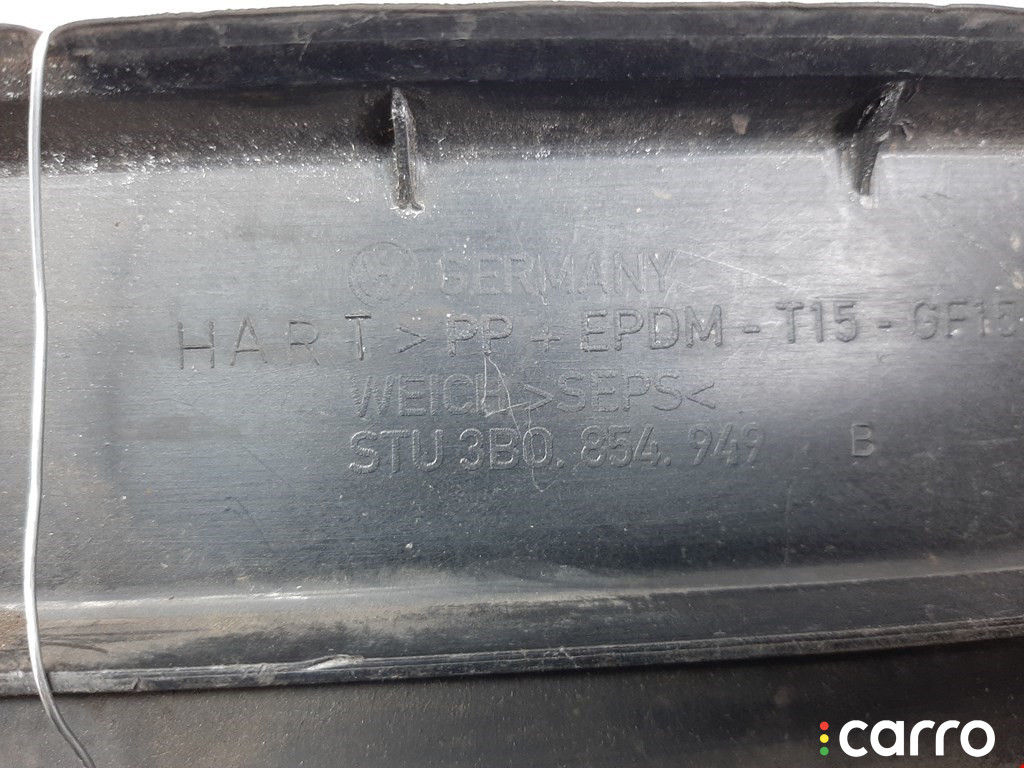 GERMANY
HART >PP + EPDM - T15 - GF15
WEICH >SEPS<
STU 3B0. 854. 949 B
carro